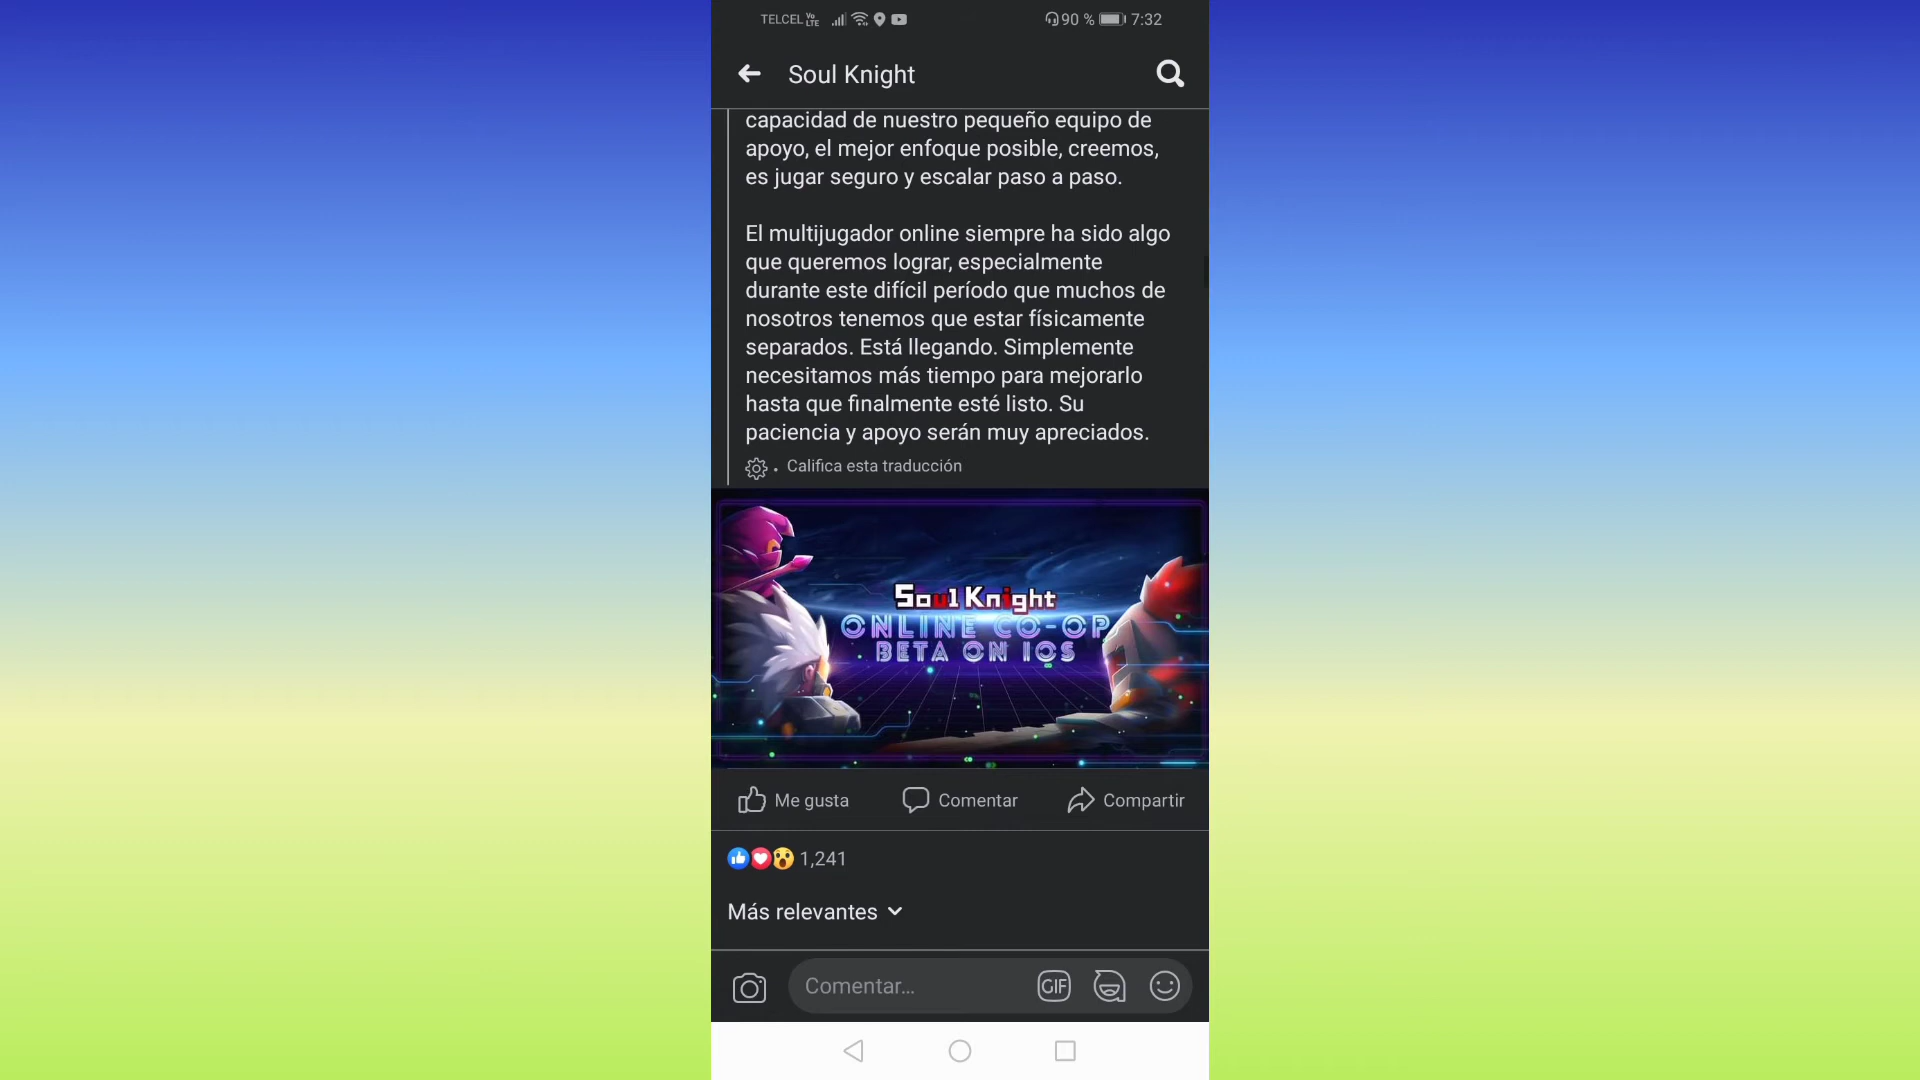 TELCEL Vo LTE 90 % 7:32
Soul Knight
capacidad de nuestro pequeño equipo de
apoyo, el mejor enfoque posible, creemos,
es jugar seguro y escalar paso a paso.
El multijugador online siempre ha sido algo
que queremos lograr, especialmente
durante este difícil período que muchos de
nosotros tenemos que estar físicamente
separados. Está llegando. Simplemente
necesitamos más tiempo para mejorarlo
hasta que finalmente esté listo. Su
paciencia y apoyo serán muy apreciados.
· Califica esta traducción
Soul Knight
ONLINE CO-OP
BETA ON IOS
Me gusta Comentar Compartir
1,241
Más relevantes
Comentar... GIF